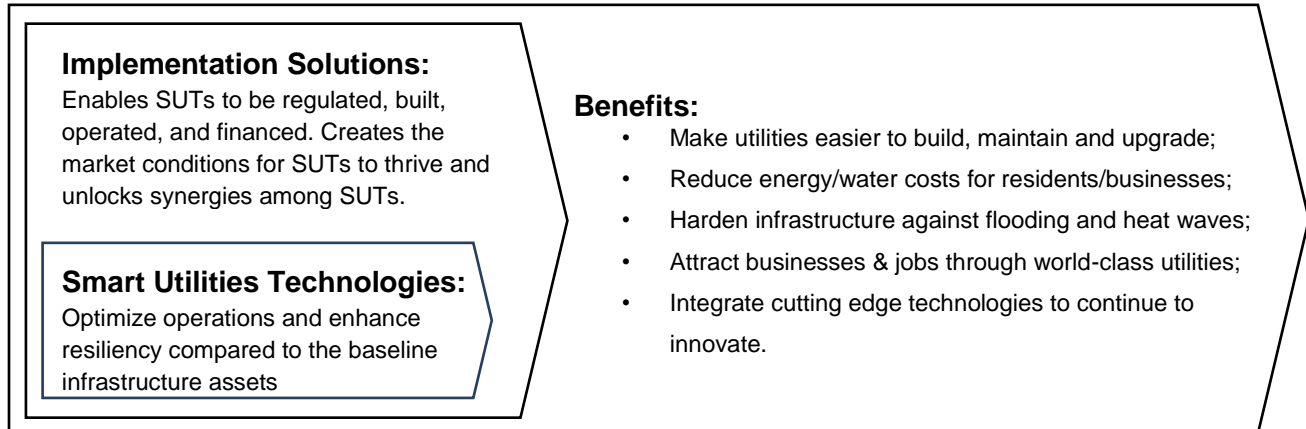 Implementation Solutions:
Enables SUTs to be regulated, built,
operated, and financed. Creates the
market conditions for SUTs to thrive and
unlocks synergies among SUTs.
Smart Utilities Technologies:
Optimize operations and enhance
resiliency compared to the baseline
infrastructure assets
Benefits:
• Make utilities easier to build, maintain and upgrade;
• Reduce energy/water costs for residents/businesses;
• Harden infrastructure against flooding and heat waves;
• Attract businesses & jobs through world-class utilities;
• Integrate cutting edge technologies to continue to
innovate.